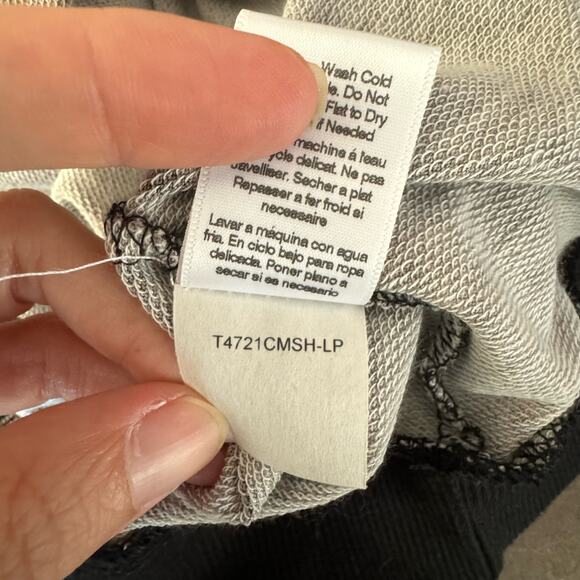 Wash Cold
Do Not
Flat to Dry
if Needed
machine á l'eau
cycle delicat. Ne pas
Javelliser. Secher a plat
Repasser a fer froid si
necessaire
Lavar a máquina con agua
fria. En ciclo bajo para ropa
delicada. Poner plano a
secar si es necesario
T4721CMSH-LP